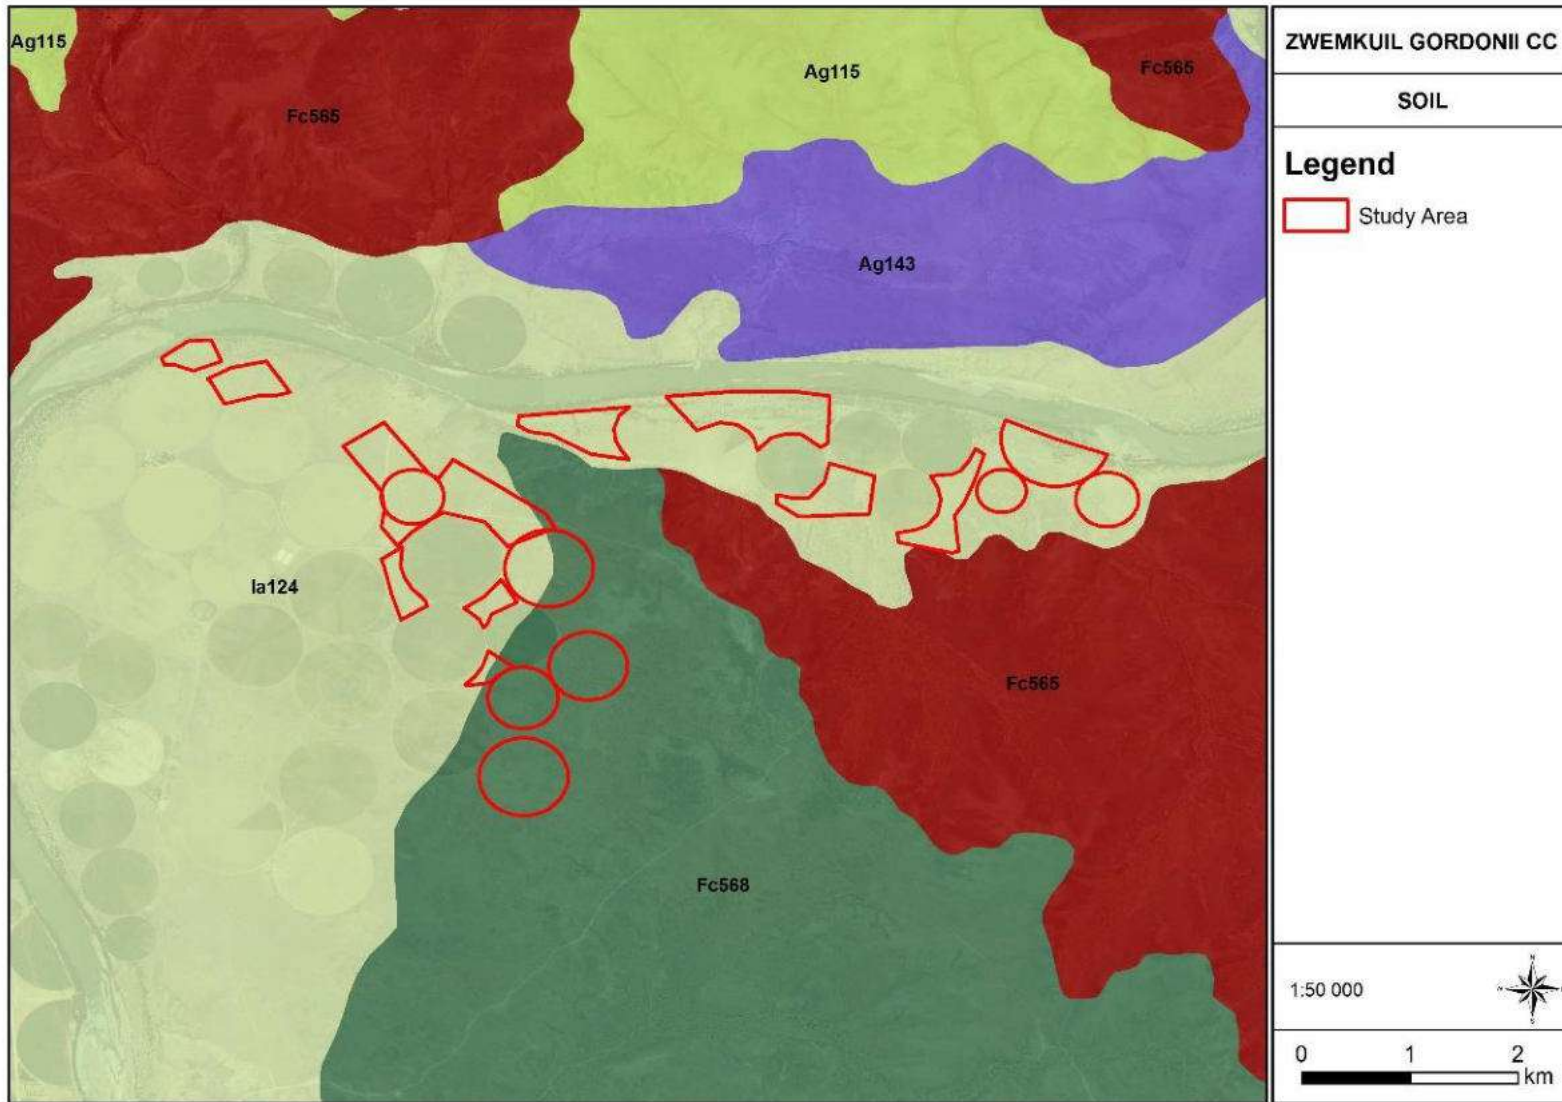 Ag115
Fc565
Ag115
Fc565
Ag143
Ia124
Fc565
Fc568
ZWEMKUIL GORDONII CC
SOIL
Legend
Study Area
1:50 000
N
S
0 1 2
km